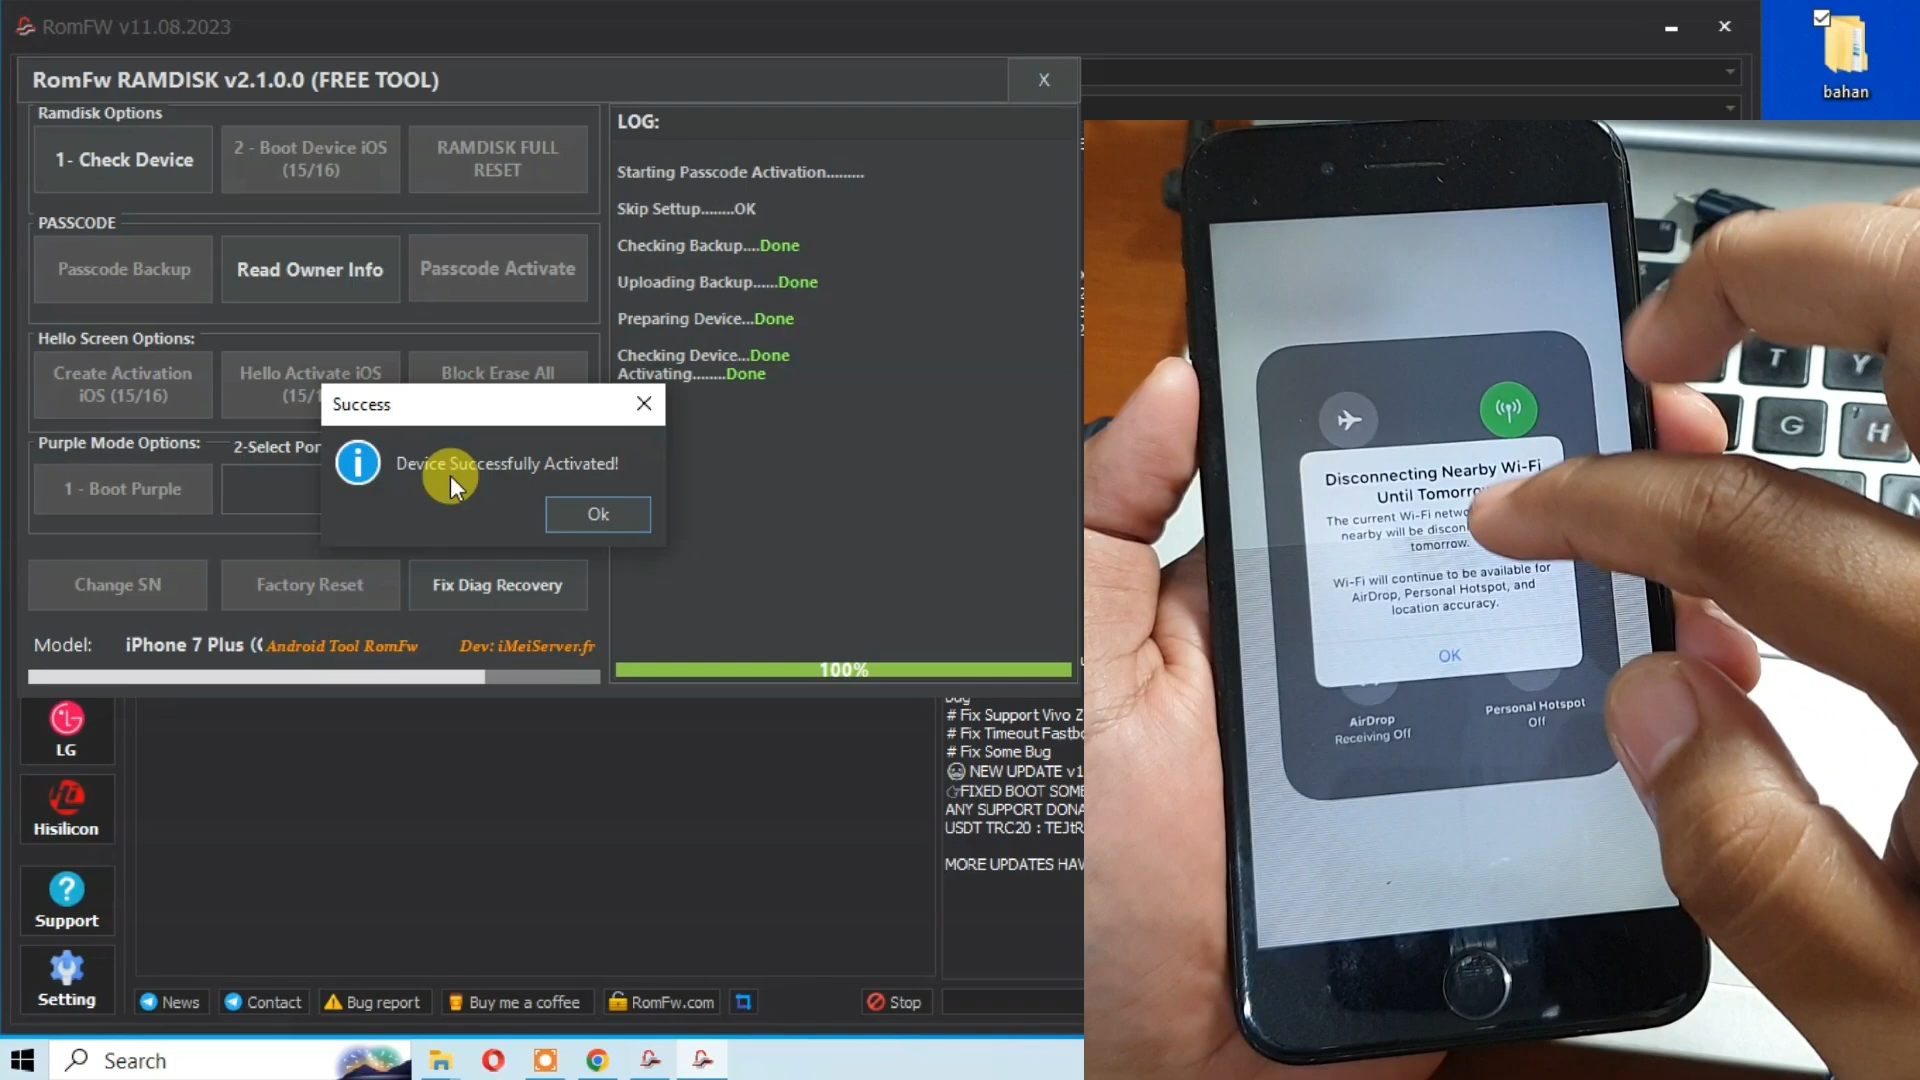 RomFW v11.08.2023
RomFw RAMDISK v2.1.0.0 (FREE TOOL)
X
Ramdisk Options
1- Check Device
2 - Boot Device iOS
(15/16)
RAMDISK FULL
RESET
PASSCODE
Passcode Backup
Read Owner Info
Passcode Activate
Hello Screen Options:
Create Activation
iOS (15/16)
Hello Activate iOS
(15/1
Block Erase All
Purple Mode Options:
2-Select Por
1 - Boot Purple
Change SN
Factory Reset
Fix Diag Recovery
Model:
iPhone 7 Plus ((
Android Tool RomFw
Dev: iMeiServer.fr
LOG:
Starting Passcode Activation.........
Skip Setup........OK
Checking Backup....Done
Uploading Backup......Done
Preparing Device...Done
Checking Device...Done
Activating........Done
100%
Success
Device Successfully Activated!
Ok
LG
Hisilicon
Support
Setting
# Fix Support Vivo Z
# Fix Timeout Fastbo
# Fix Some Bug
NEW UPDATE v1
FIXED BOOT SOME
ANY SUPPORT DONA
USDT TRC20 : TEJtR
MORE UPDATES HAV
News
Contact
Bug report
Buy me a coffee
RomFw.com
Stop
Search
bahan
Disconnecting Nearby Wi-Fi
Until Tomorrow
The current Wi-Fi
nearby will be
tomorrow.
Wi-Fi will continue to be available for
AirDrop, Personal Hotspot, and
location accuracy.
OK
AirDrop
Receiving Off
Personal Hotspot
Off
T
Y
G
H